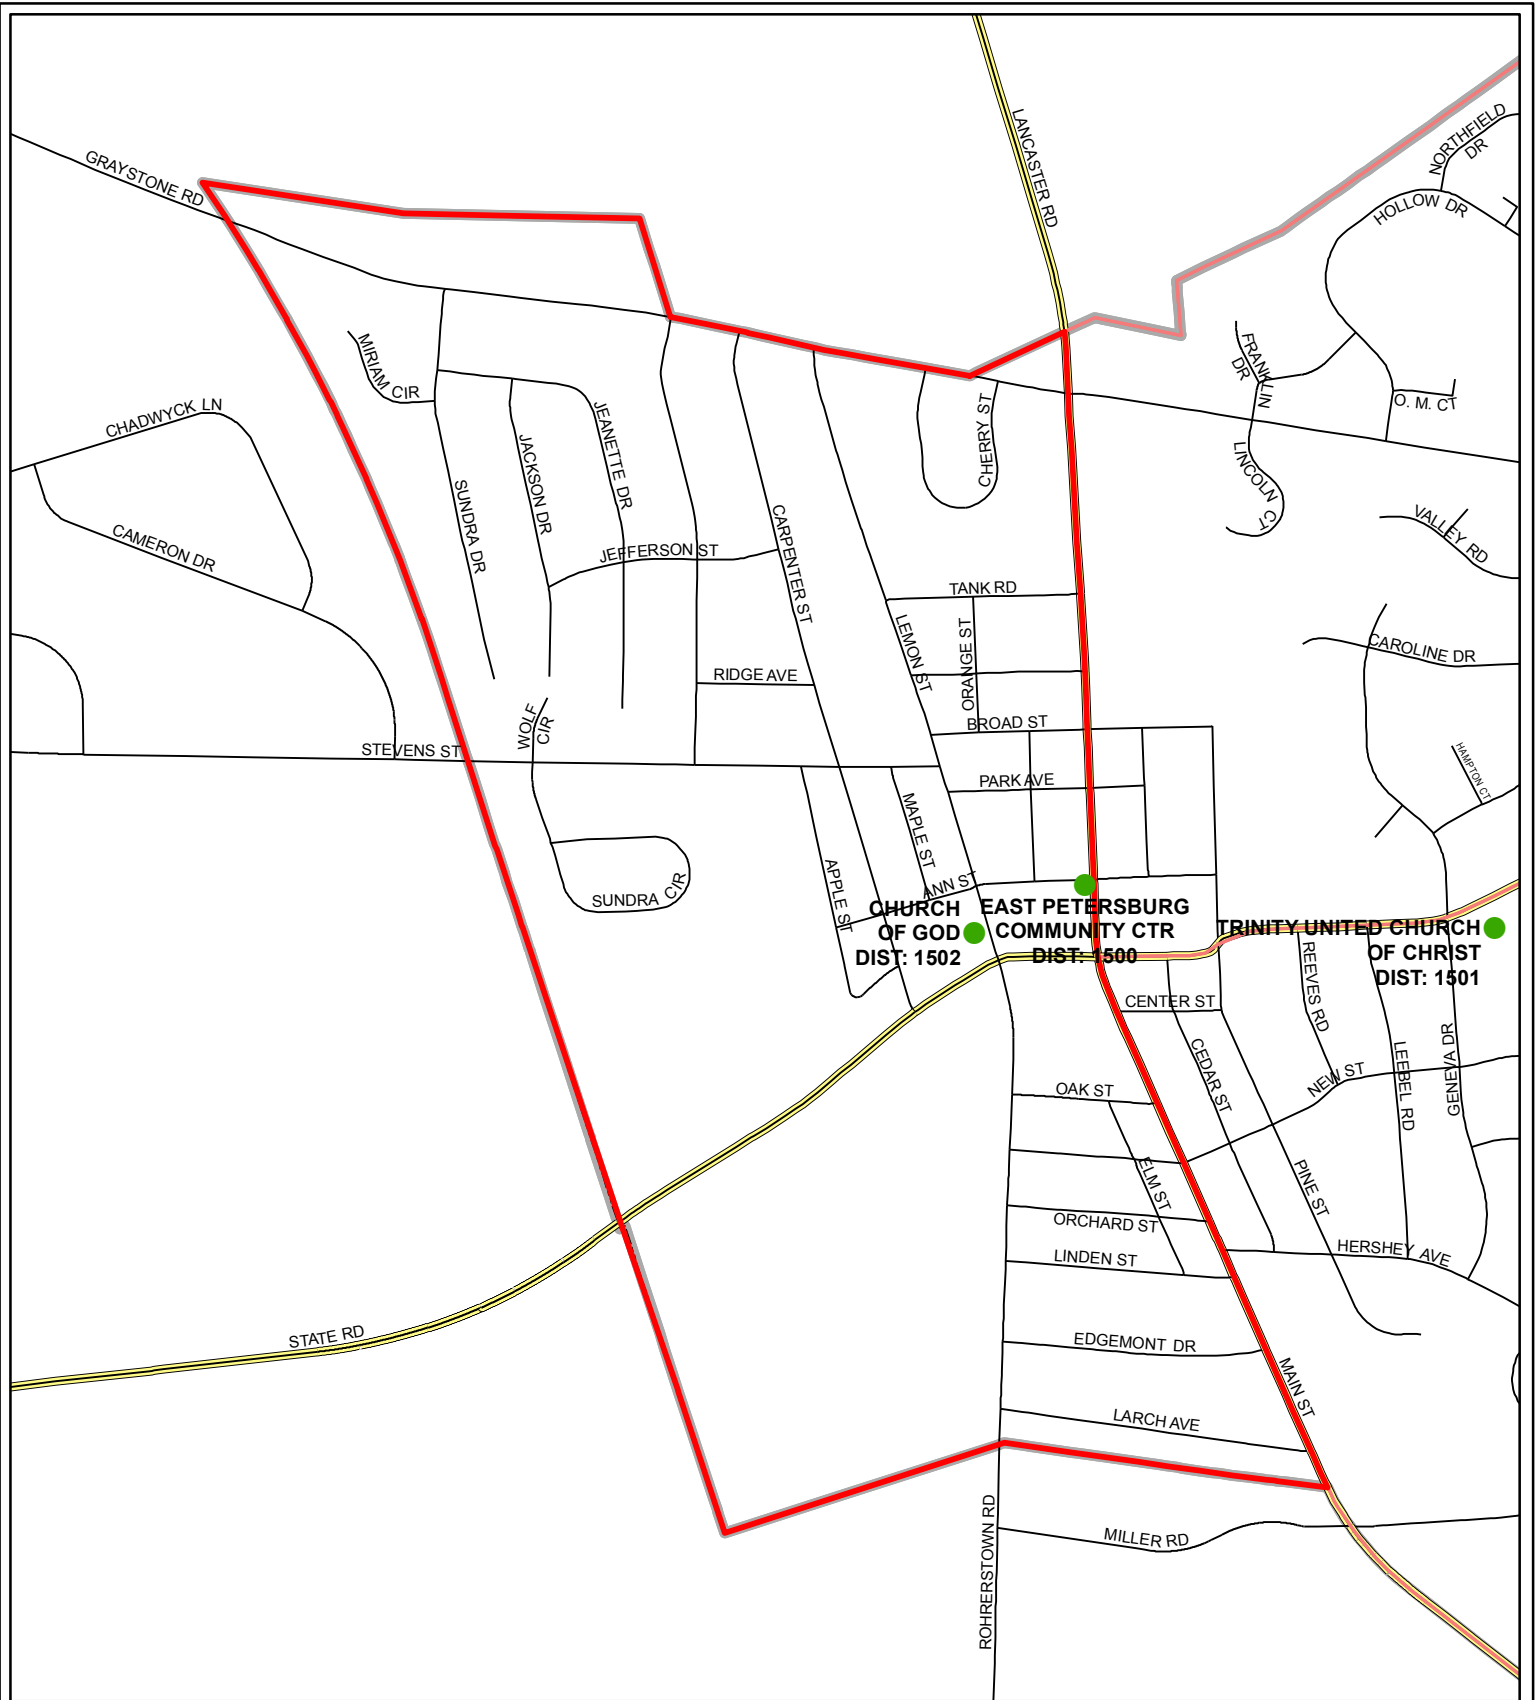 LANCASTER RD
NORTHFIELD
DR
GRAYSTONE RD
HOLLOW DR
MIRIAM CIR
FRANKLIN
DR
O. M. CT
CHADWYCK LN
JEANETTE DR
CHERRY ST
JACKSON DR
SUNDRA DR
LINCOLN CT
CARPENTER ST
VALLEY RD
CAMERON DR
JEFFERSON ST
TANK RD
LEMON ST
ORANGE ST
CAROLINE DR
RIDGE AVE
WOLF
CIR
BROAD ST
STEVENS ST
PARK AVE
HAMPTON CT
MAPLE ST
APPLE ST
SUNDRA CIR
ANN ST
CHURCH
OF GOD
DIST: 1502
EAST PETERSBURG
COMMUNITY CTR
DIST: 1500
TRINITY UNITED CHURCH
OF CHRIST
DIST: 1501
REEVES RD
CENTER ST
CEDAR ST
LEEBEL RD
GENEVA DR
NEW ST
OAK ST
ELM ST
PINE ST
ORCHARD ST
LINDEN ST
HERSHEY AVE
STATE RD
EDGEMONT DR
MAIN ST
LARCH AVE
ROHRERSTOWN RD
MILLER RD